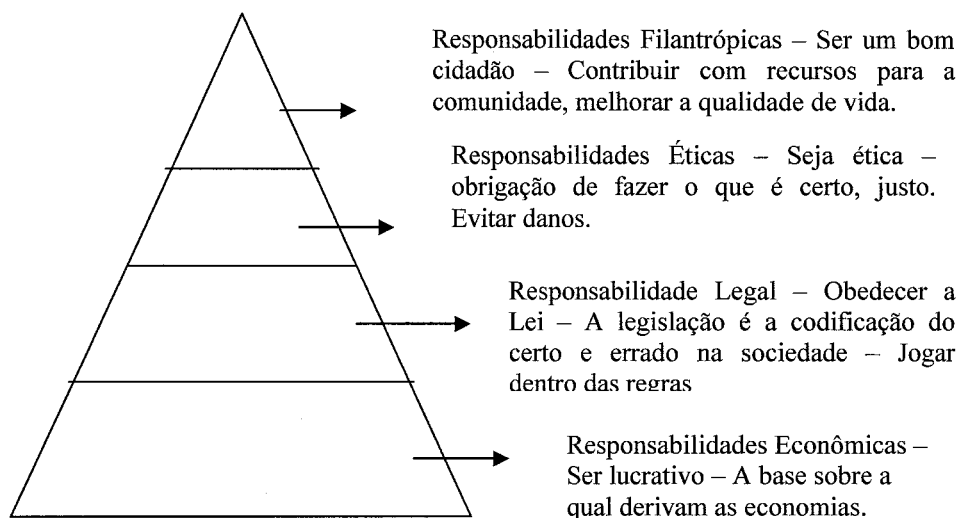 Responsabilidades Filantrópicas – Ser um bom
cidadão – Contribuir com recursos para a
comunidade, melhorar a qualidade de vida.
Responsabilidades Éticas – Seja ética –
obrigação de fazer o que é certo, justo.
Evitar danos.
Responsabilidade Legal – Obedecer a
Lei – A legislação é a codificação do
certo e errado na sociedade – Jogar
dentro das regras
Responsabilidades Econômicas –
Ser lucrativo – A base sobre a
qual derivam as economias.